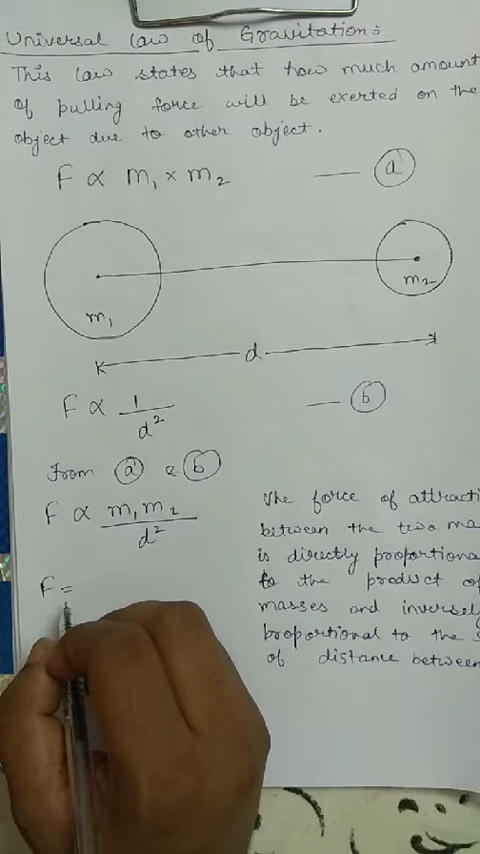 Universal Law of Gravitation:
This law states that how much amount
of pulling force will be exerted on the
object due to other object.
F ∝ m₁ × m₂ — (a)
m₁
m₂
d
F ∝ 1/d² — (b)
From (a) & (b)
F ∝ m₁m₂/d²
F =
The force of attracti
between the two ma
is directly proportiona
to the product of
masses and inversely
proportional to the s
of distance between